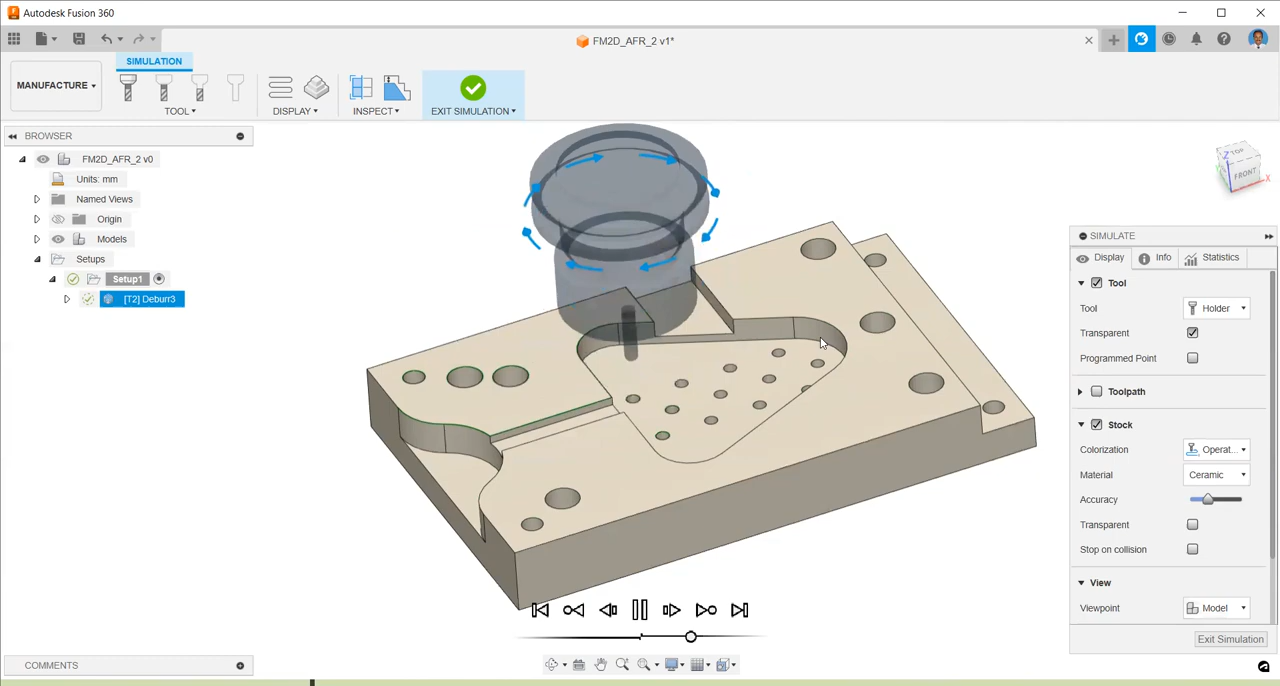 Autodesk Fusion 360
FM2D_AFR_2 v1*
SIMULATION
MANUFACTURE
TOOL
DISPLAY
INSPECT
EXIT SIMULATION
BROWSER
FM2D_AFR_2 v0
Units: mm
Named Views
Origin
Models
Setups
Setup1
[T2] Deburr3
TOP
FRONT
Z
X
SIMULATE
Display
Info
Statistics
Tool
Tool
Holder
Transparent
Programmed Point
Toolpath
Stock
Colorization
Operat...
Material
Ceramic
Accuracy
Transparent
Stop on collision
View
Viewpoint
Model
Exit Simulation
COMMENTS